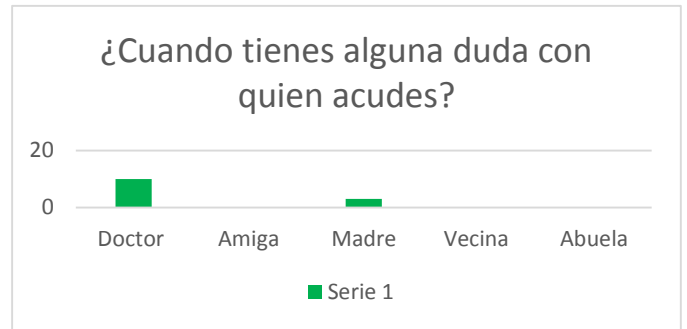 ¿Cuando tienes alguna duda con
quien acudes?
20
0
Doctor Amiga Madre Vecina Abuela
Serie 1